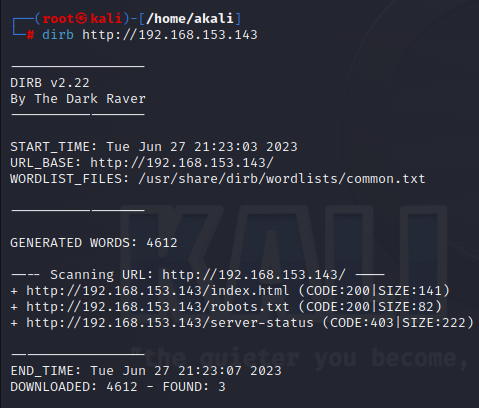 ┌──(root㉿kali)-[/home/akali]
└─# dirb http://192.168.153.143
-----------------
DIRB v2.22
By The Dark Raver
-----------------
START_TIME: Tue Jun 27 21:23:03 2023
URL_BASE: http://192.168.153.143/
WORDLIST_FILES: /usr/share/dirb/wordlists/common.txt
-----------------
GENERATED WORDS: 4612
---- Scanning URL: http://192.168.153.143/ ----
+ http://192.168.153.143/index.html (CODE:200|SIZE:141)
+ http://192.168.153.143/robots.txt (CODE:200|SIZE:82)
+ http://192.168.153.143/server-status (CODE:403|SIZE:222)
-----------------
END_TIME: Tue Jun 27 21:23:07 2023
DOWNLOADED: 4612 - FOUND: 3
KALI
"the quieter you become,